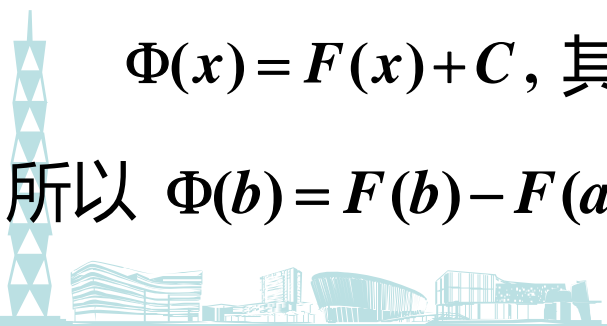 Φ(x) = F(x) + C , 其
所以 Φ(b) = F(b) − F(a